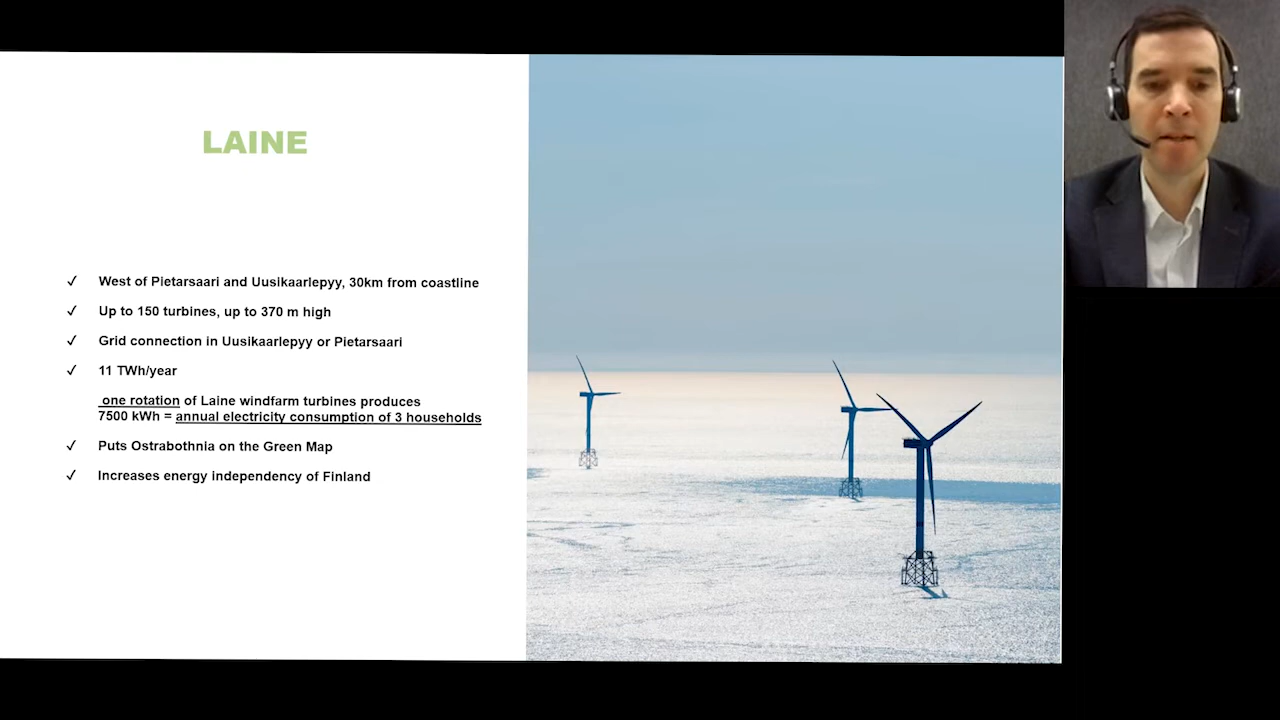 LAINE
✓ West of Pietarsaari and Uusikaarlepyy, 30km from coastline
✓ Up to 150 turbines, up to 370 m high
✓ Grid connection in Uusikaarlepyy or Pietarsaari
✓ 11 TWh/year
one rotation of Laine windfarm turbines produces
7500 kWh = annual electricity consumption of 3 households
✓ Puts Ostrabothnia on the Green Map
✓ Increases energy independency of Finland